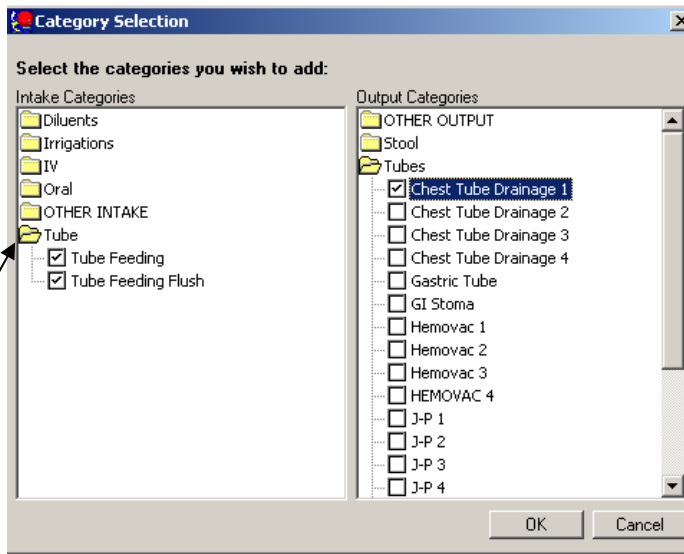 Category Selection
Select the categories you wish to add:
Intake Categories
Diluents
Irrigations
IV
Oral
OTHER INTAKE
Tube
Tube Feeding
Tube Feeding Flush
Output Categories
OTHER OUTPUT
Stool
Tubes
Chest Tube Drainage 1
Chest Tube Drainage 2
Chest Tube Drainage 3
Chest Tube Drainage 4
Gastric Tube
GI Stoma
Hemovac 1
Hemovac 2
Hemovac 3
HEMOVAC 4
J-P 1
J-P 2
J-P 3
J-P 4
OK
Cancel